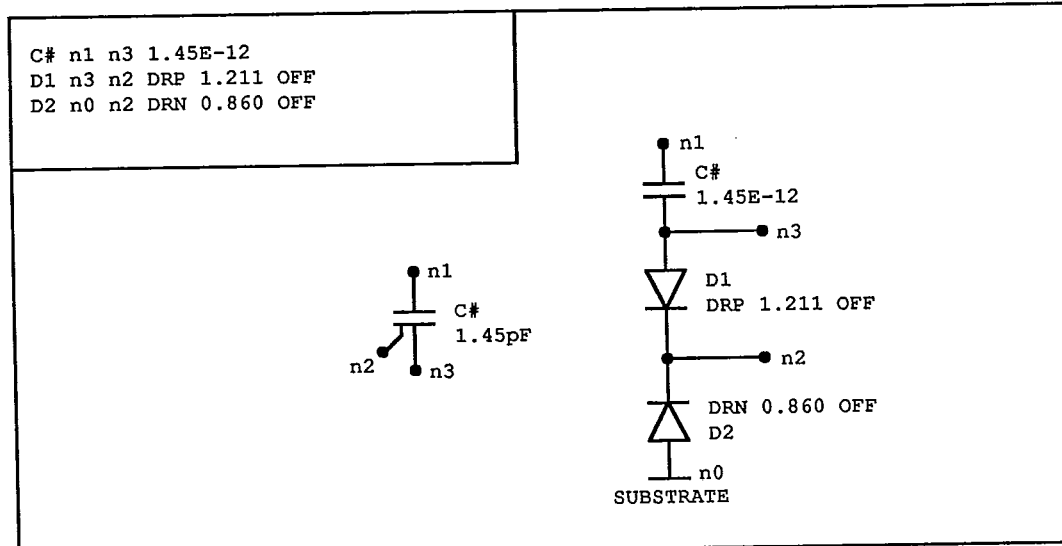 C# n1 n3 1.45E-12
D1 n3 n2 DRP 1.211 OFF
D2 n0 n2 DRN 0.860 OFF
n1
C#
1.45E-12
n3
D1
DRP 1.211 OFF
n2
DRN 0.860 OFF
D2
n0
SUBSTRATE
n1
C#
1.45pF
n2
n3